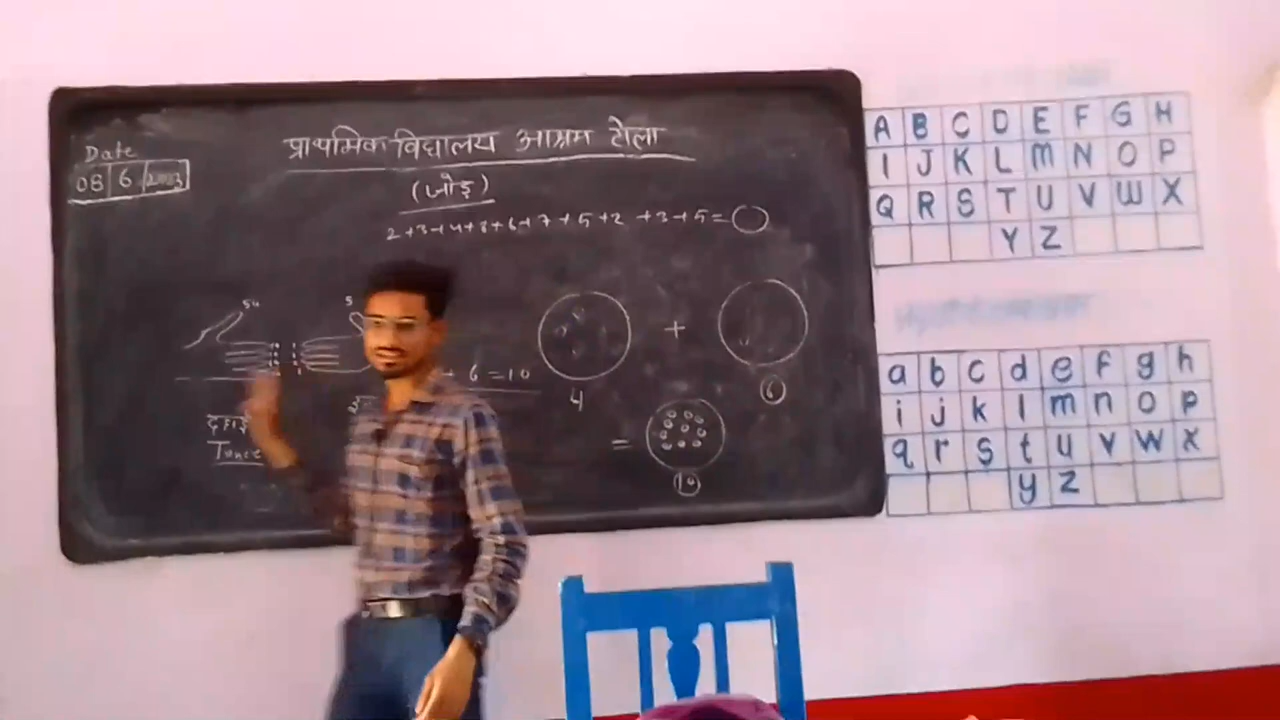 प्राथमिक विद्यालय आश्रम टोला
Date
08 6 2023
(जोड़)
2+3+4+8+6+7+5+2+3+5=
+ 6 = 10
+
4
6
=
10
A B C D E F G H
I J K L M N O P
Q R S T U V W X
Y Z
a b c d e f g h
i j k l m n o p
q r s t u v w x
y z